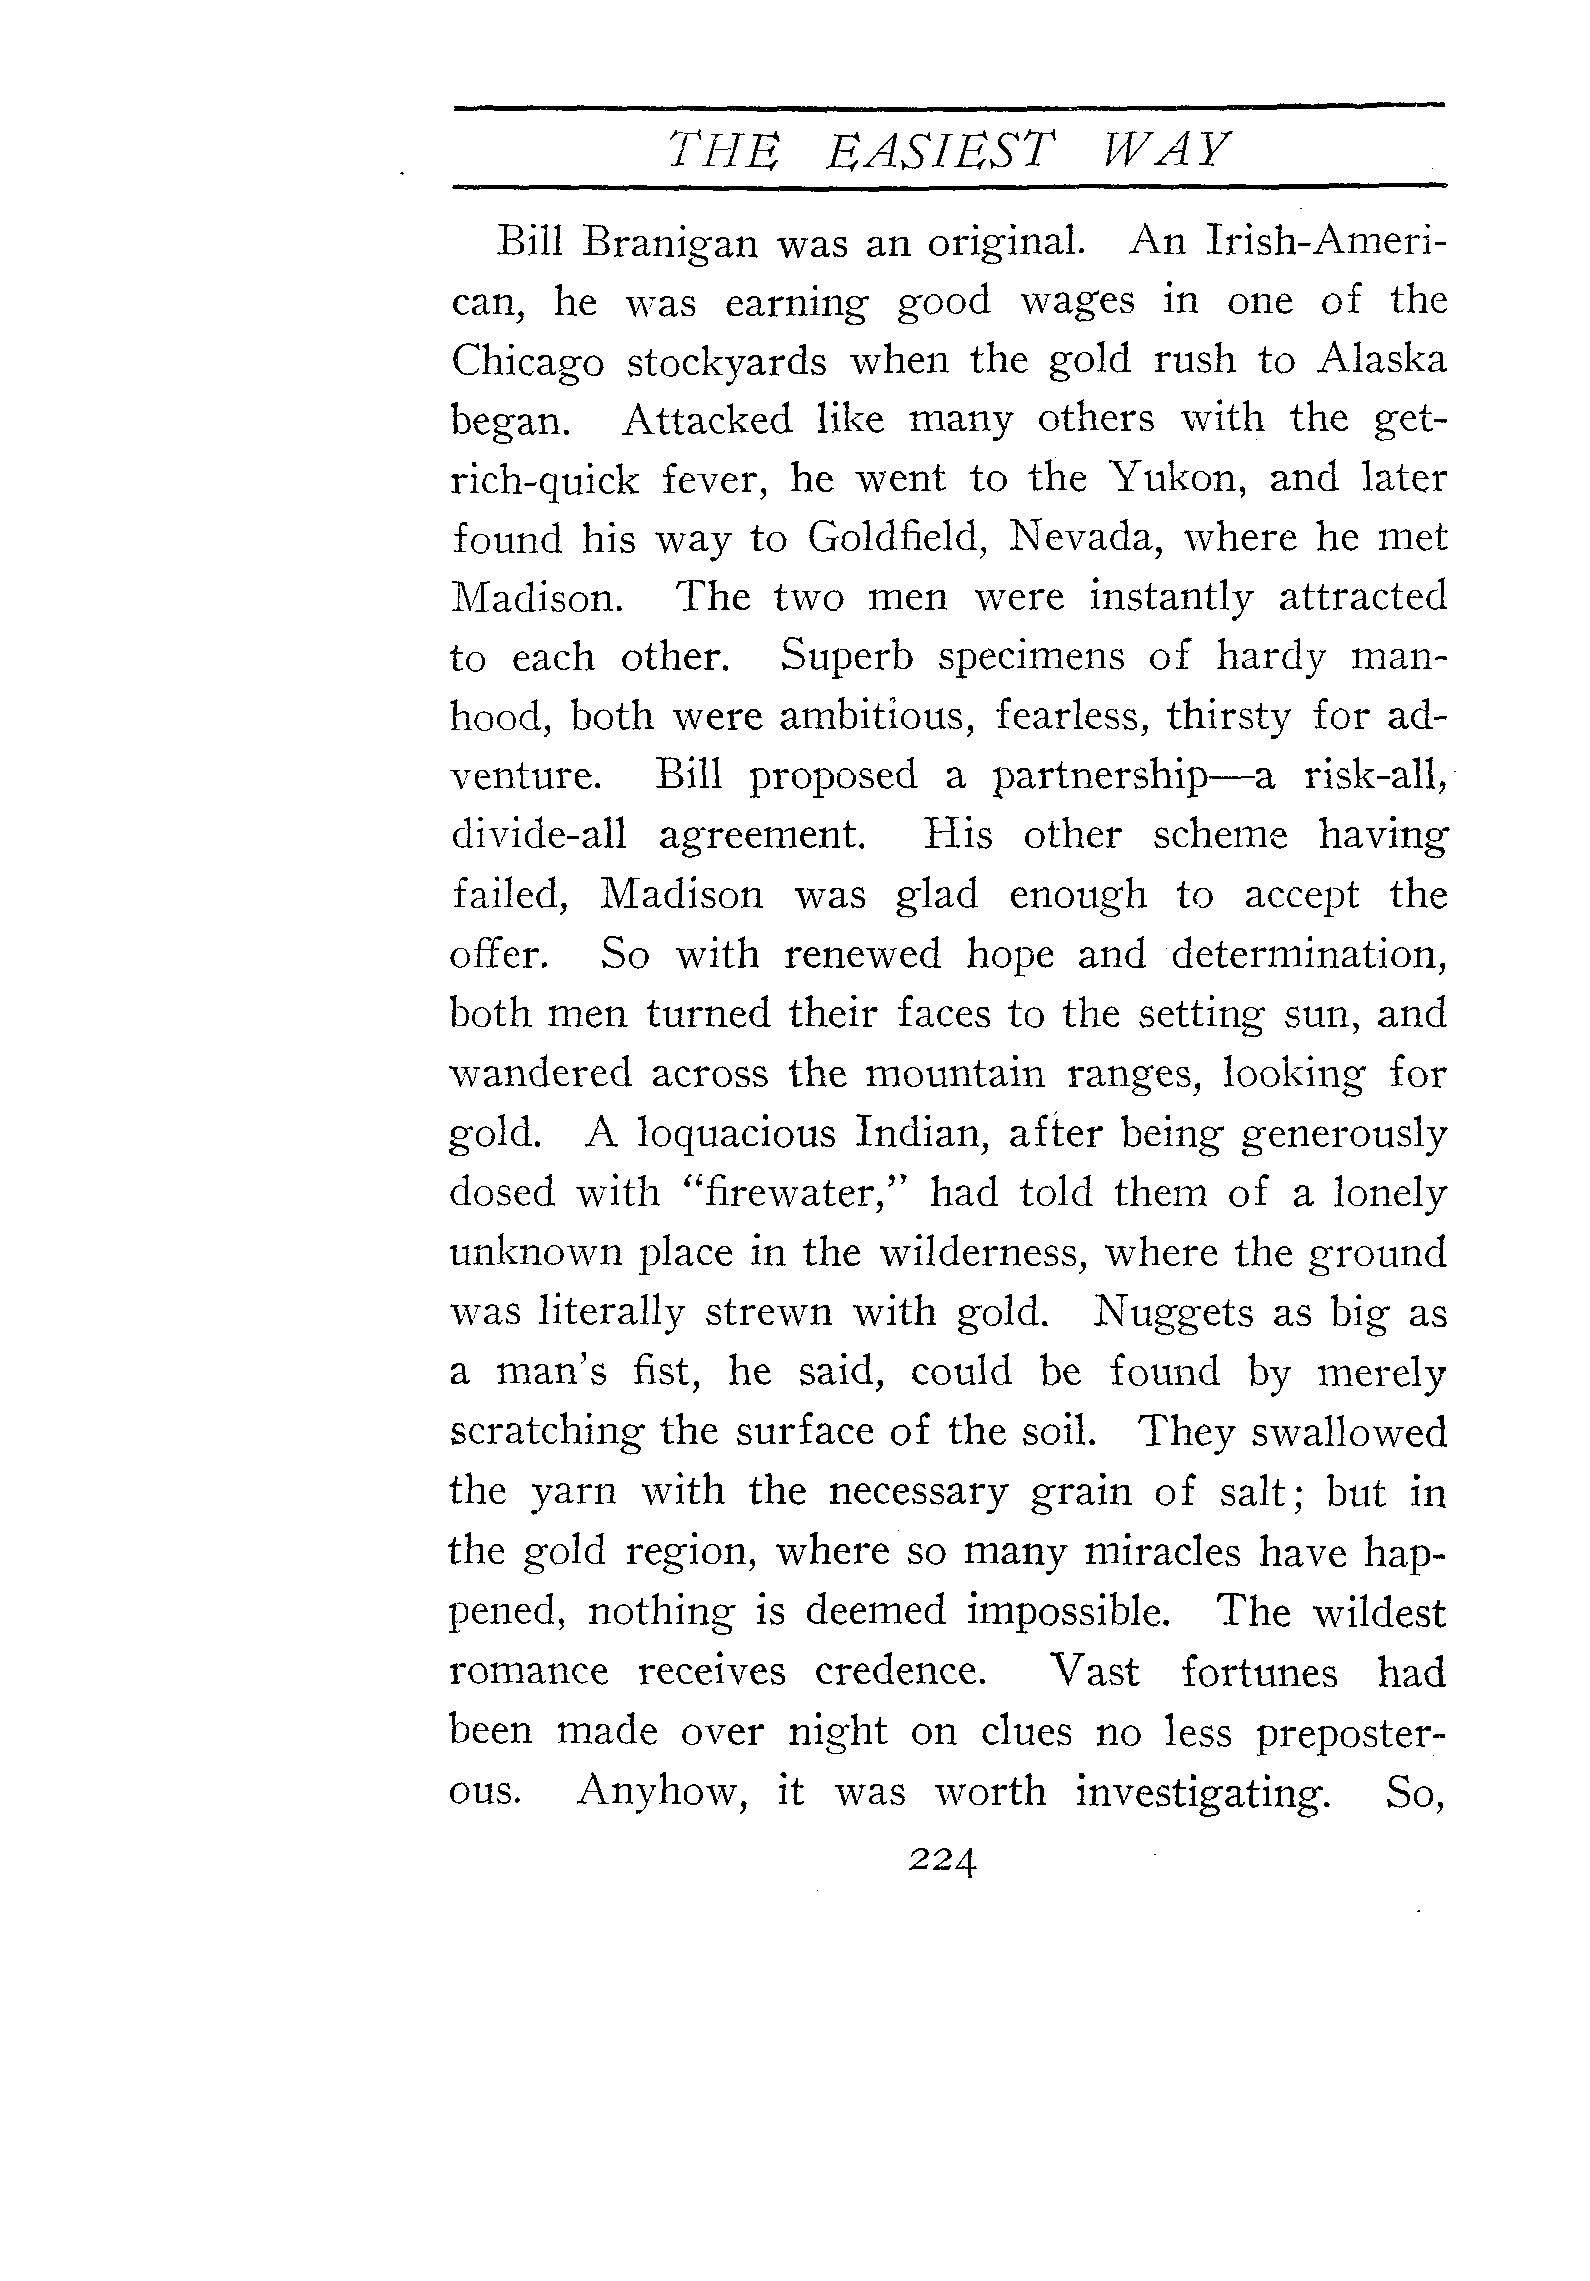 THE EASIEST WAY
Bill Branigan was an original. An Irish-Ameri-
can, he was earning good wages in one of the
Chicago stockyards when the gold rush to Alaska
began. Attacked like many others with the get-
rich-quick fever, he went to the Yukon, and later
found his way to Goldfield, Nevada, where he met
Madison. The two men were instantly attracted
to each other. Superb specimens of hardy man-
hood, both were ambitious, fearless, thirsty for ad-
venture. Bill proposed a partnership—a risk-all,
divide-all agreement. His other scheme having
failed, Madison was glad enough to accept the
offer. So with renewed hope and determination,
both men turned their faces to the setting sun, and
wandered across the mountain ranges, looking for
gold. A loquacious Indian, after being generously
dosed with "firewater," had told them of a lonely
unknown place in the wilderness, where the ground
was literally strewn with gold. Nuggets as big as
a man's fist, he said, could be found by merely
scratching the surface of the soil. They swallowed
the yarn with the necessary grain of salt; but in
the gold region, where so many miracles have hap-
pened, nothing is deemed impossible. The wildest
romance receives credence. Vast fortunes had
been made over night on clues no less preposter-
ous. Anyhow, it was worth investigating. So,
224